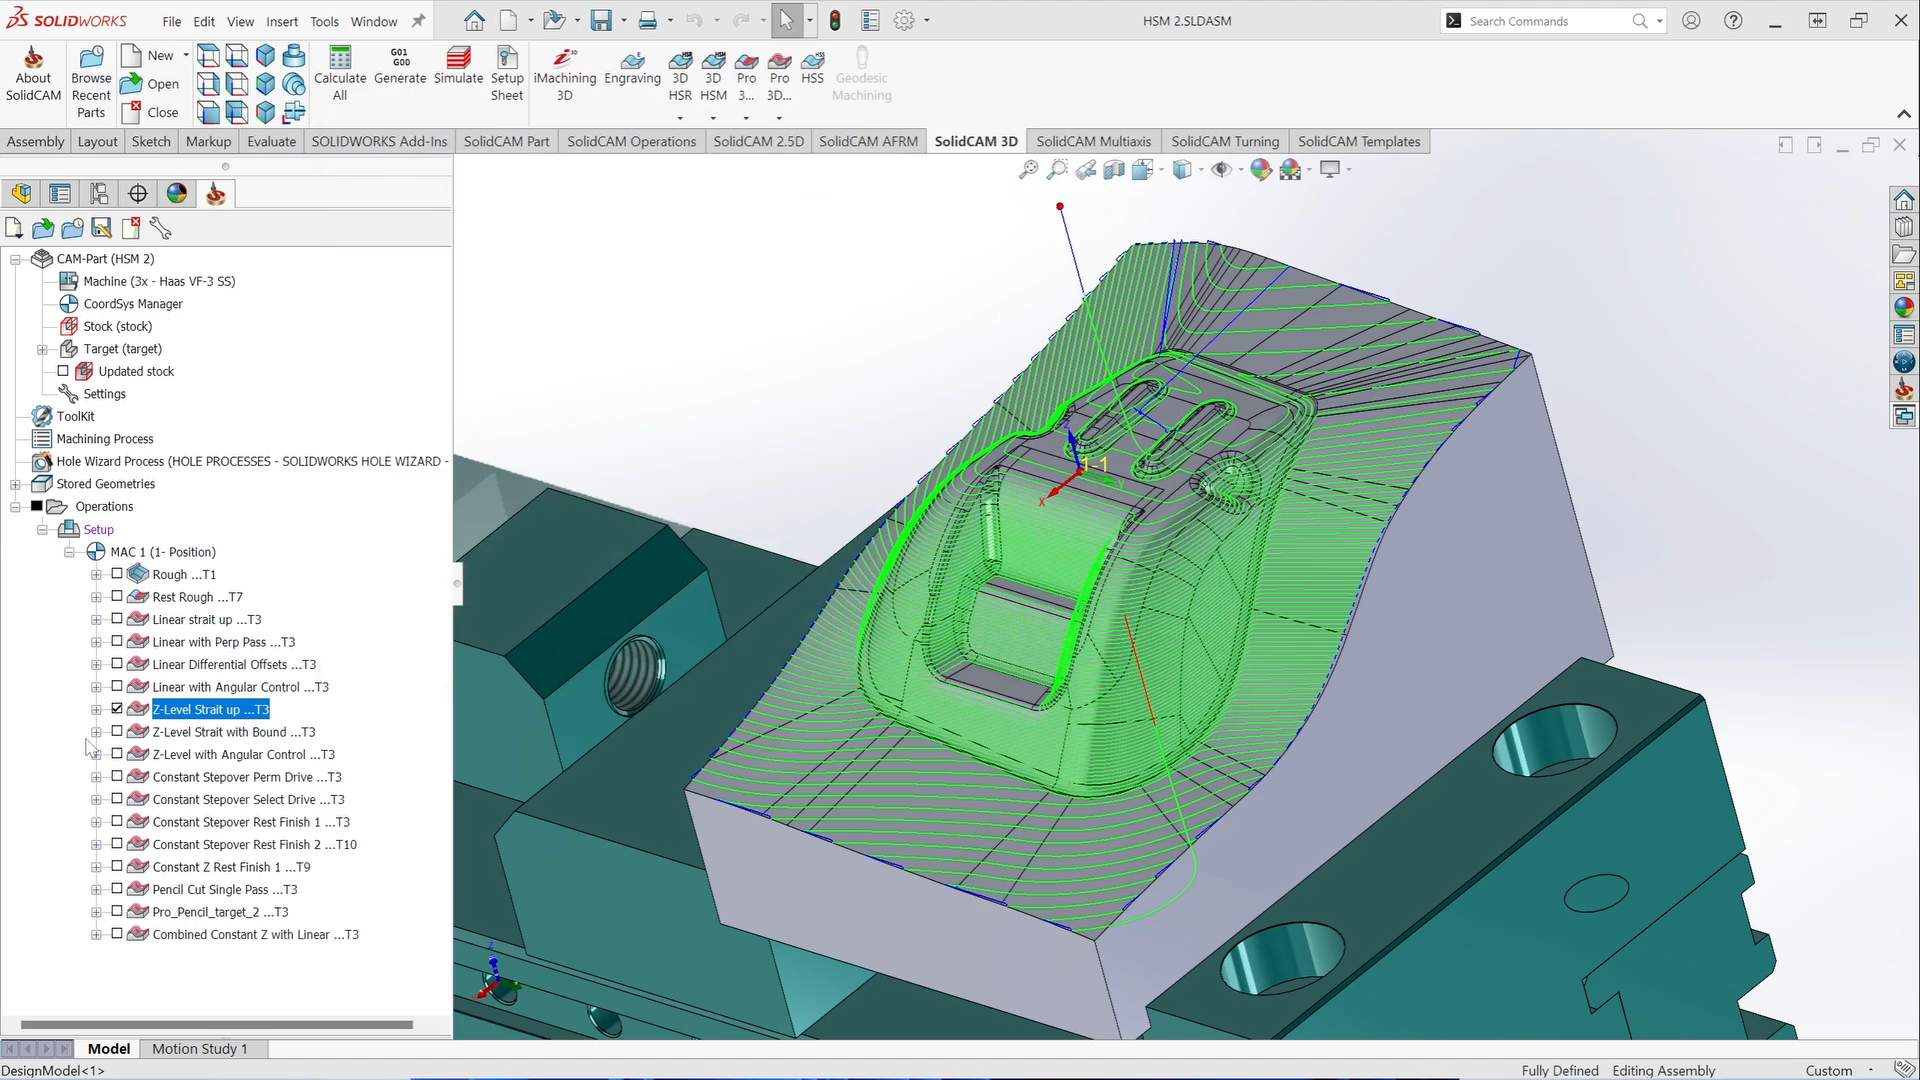 SOLIDWORKS File Edit View Insert Tools Window HSM 2.SLDASM Search Commands
About SolidCAM
Browse Recent Parts
New
Open
Close
Calculate All
G01 G00 Generate
Simulate
Setup Sheet
iMachining 3D
Engraving
3D HSR
3D HSM
Pro 3...
Pro 3D...
HSS
Geodesic Machining
Assembly Layout Sketch Markup Evaluate SOLIDWORKS Add-Ins SolidCAM Part SolidCAM Operations SolidCAM 2.5D SolidCAM AFRM SolidCAM 3D SolidCAM Multiaxis SolidCAM Turning SolidCAM Templates
CAM-Part (HSM 2)
Machine (3x - Haas VF-3 SS)
CoordSys Manager
Stock (stock)
Target (target)
Updated stock
Settings
ToolKit
Machining Process
Hole Wizard Process (HOLE PROCESSES - SOLIDWORKS HOLE WIZARD -
Stored Geometries
Operations
Setup
MAC 1 (1- Position)
Rough ...T1
Rest Rough ...T7
Linear strait up ...T3
Linear with Perp Pass ...T3
Linear Differential Offsets ...T3
Linear with Angular Control ...T3
Z-Level Strait up ...T3
Z-Level Strait with Bound ...T3
Z-Level with Angular Control ...T3
Constant Stepover Perm Drive ...T3
Constant Stepover Select Drive ...T3
Constant Stepover Rest Finish 1 ...T3
Constant Stepover Rest Finish 2 ...T10
Constant Z Rest Finish 1 ...T9
Pencil Cut Single Pass ...T3
Pro_Pencil_target_2 ...T3
Combined Constant Z with Linear ...T3
Z
1-1
Y
X
Z
Model Motion Study 1
DesignModel<1> Fully Defined Editing Assembly Custom